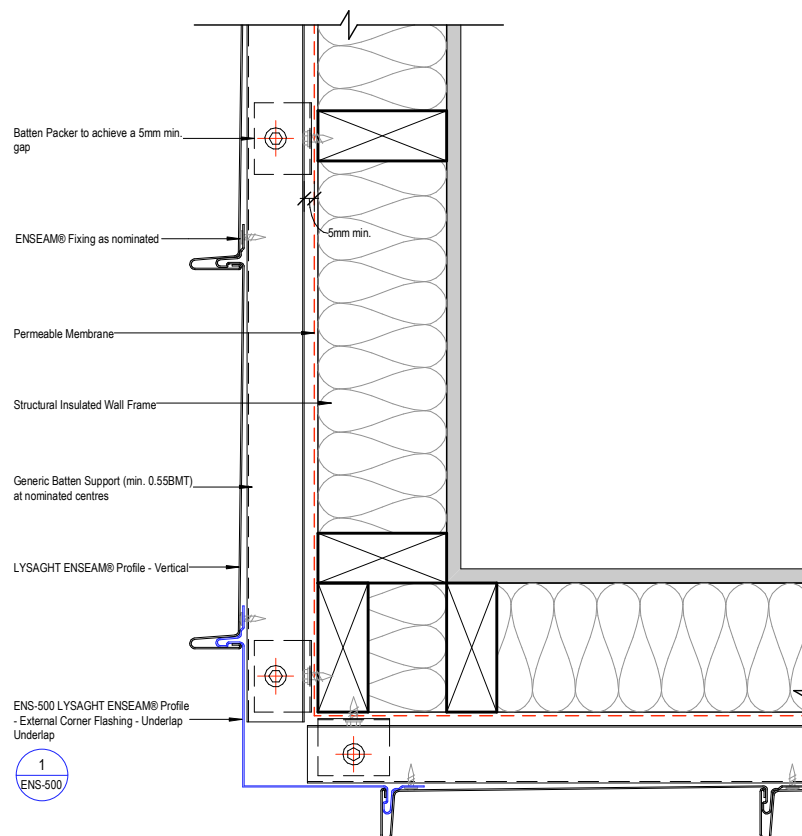 Batten Packer to achieve a 5mm min.
gap
ENSEAM® Fixing as nominated
5mm min.
Permeable Membrane
Structural Insulated Wall Frame
Generic Batten Support (min. 0.55BMT)
at nominated centres
LYSAGHT ENSEAM® Profile - Vertical
ENS-500 LYSAGHT ENSEAM® Profile
- External Corner Flashing - Underlap
Underlap
1
ENS-500